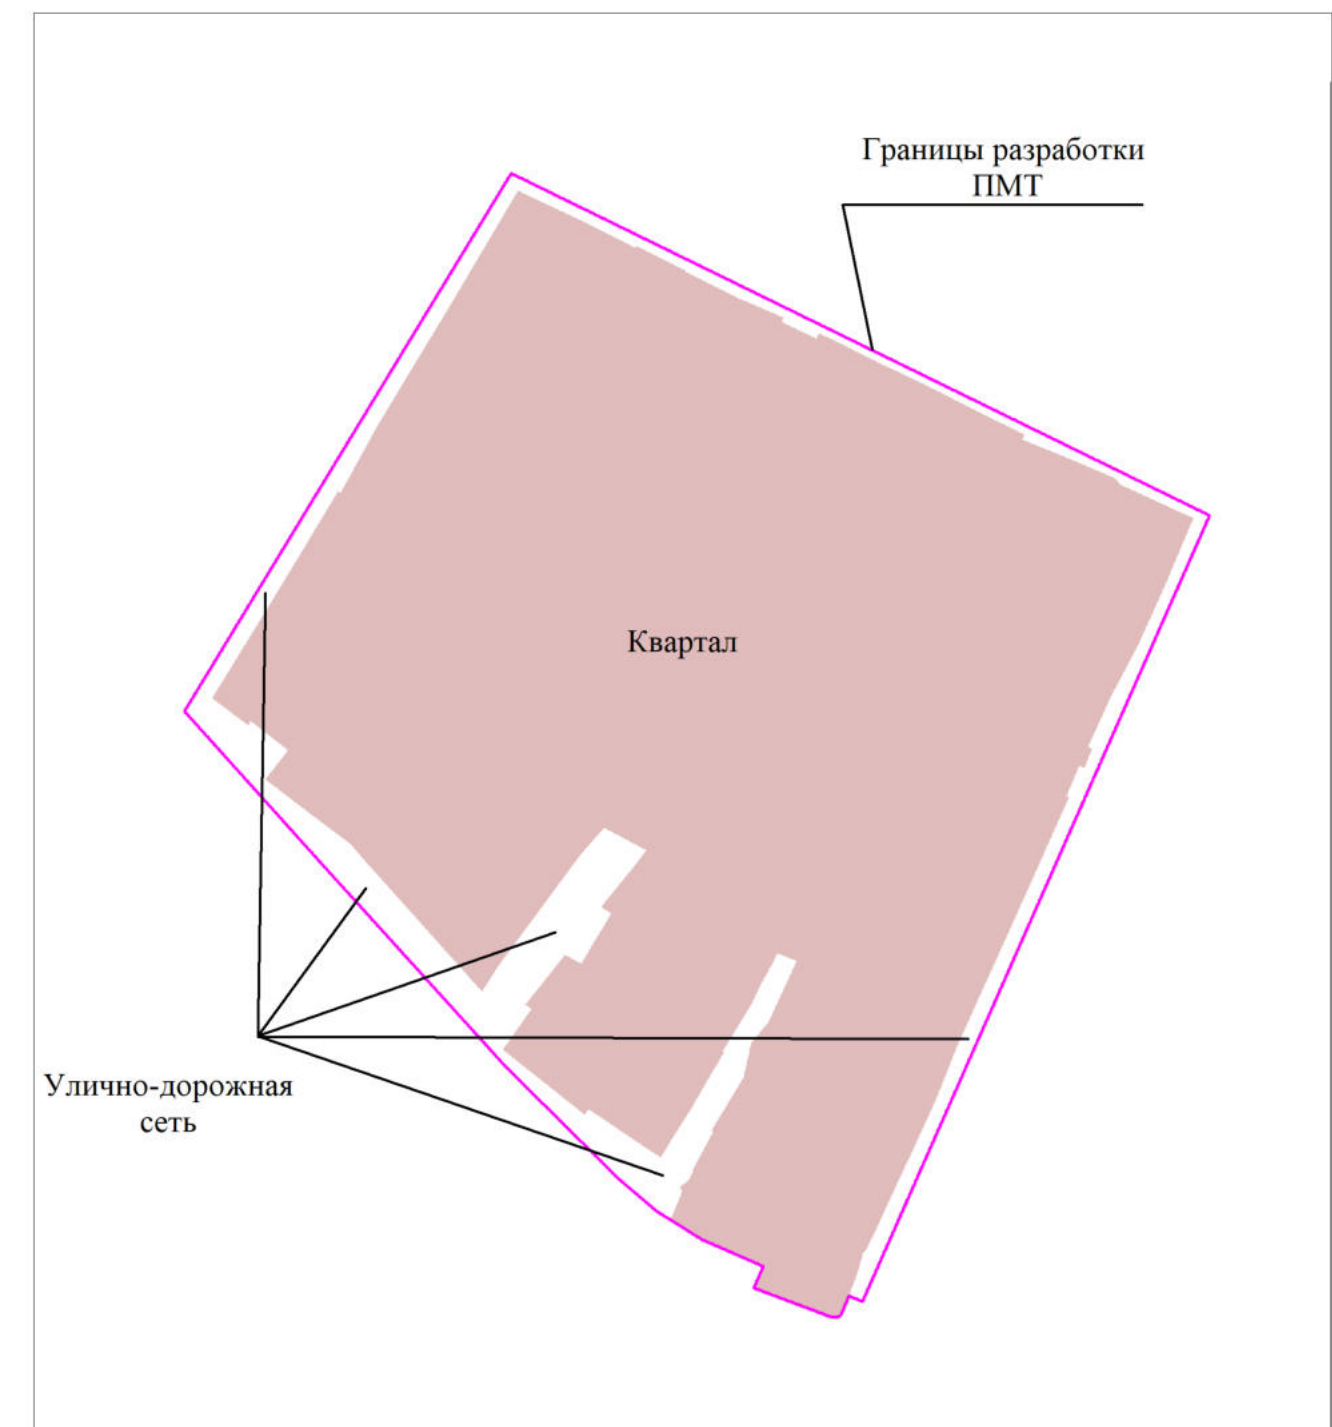 Границы разработки
ПМТ
Квартал
Улично-дорожная
сеть